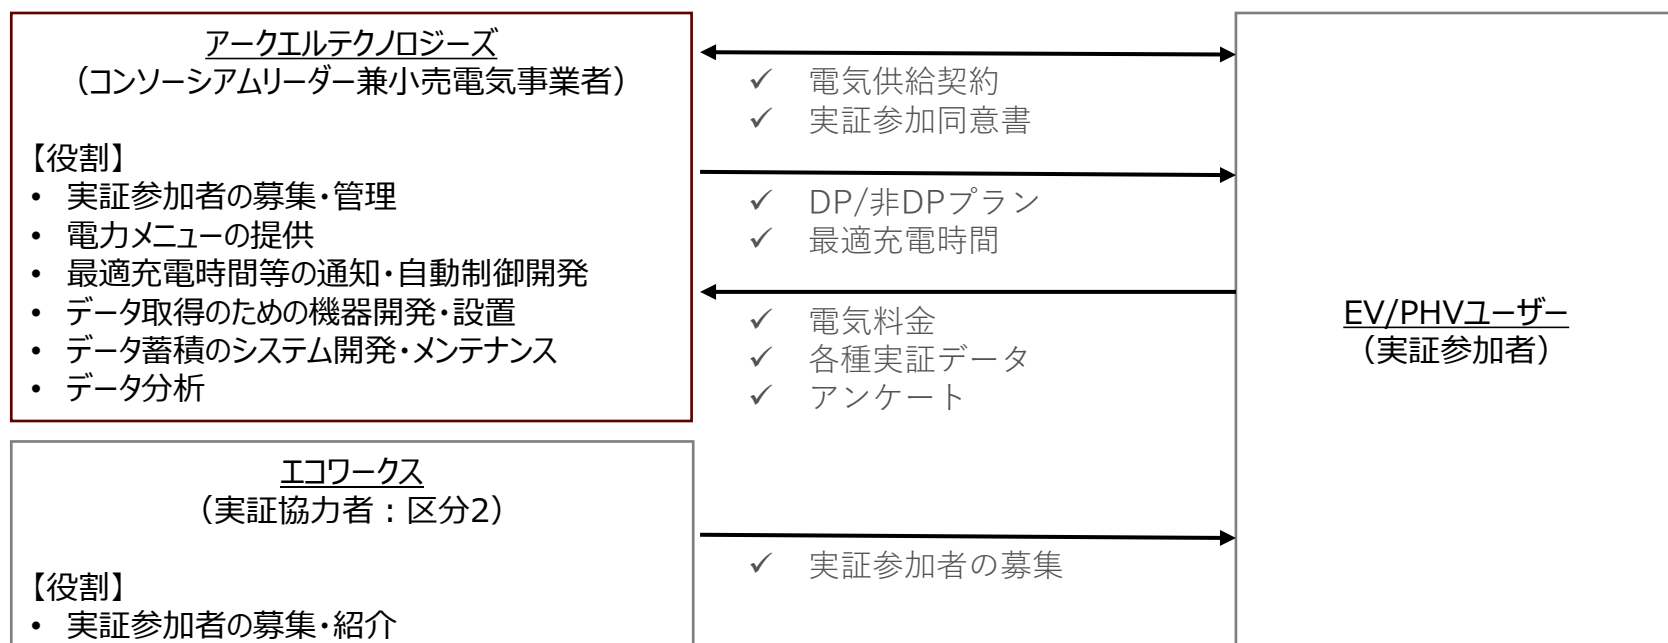 アークエルテクノロジーズ
（コンソーシアムリーダー兼小売電気事業者）
【役割】
• 実証参加者の募集・管理
• 電力メニューの提供
• 最適充電時間等の通知・自動制御開発
• データ取得のための機器開発・設置
• データ蓄積のシステム開発・メンテナンス
• データ分析
✓ 電気供給契約
✓ 実証参加同意書
✓ DP/非DPプラン
✓ 最適充電時間
✓ 電気料金
✓ 各種実証データ
✓ アンケート
EV/PHVユーザー
（実証参加者）
エコワークス
（実証協力者：区分2）
【役割】
• 実証参加者の募集・紹介
✓ 実証参加者の募集